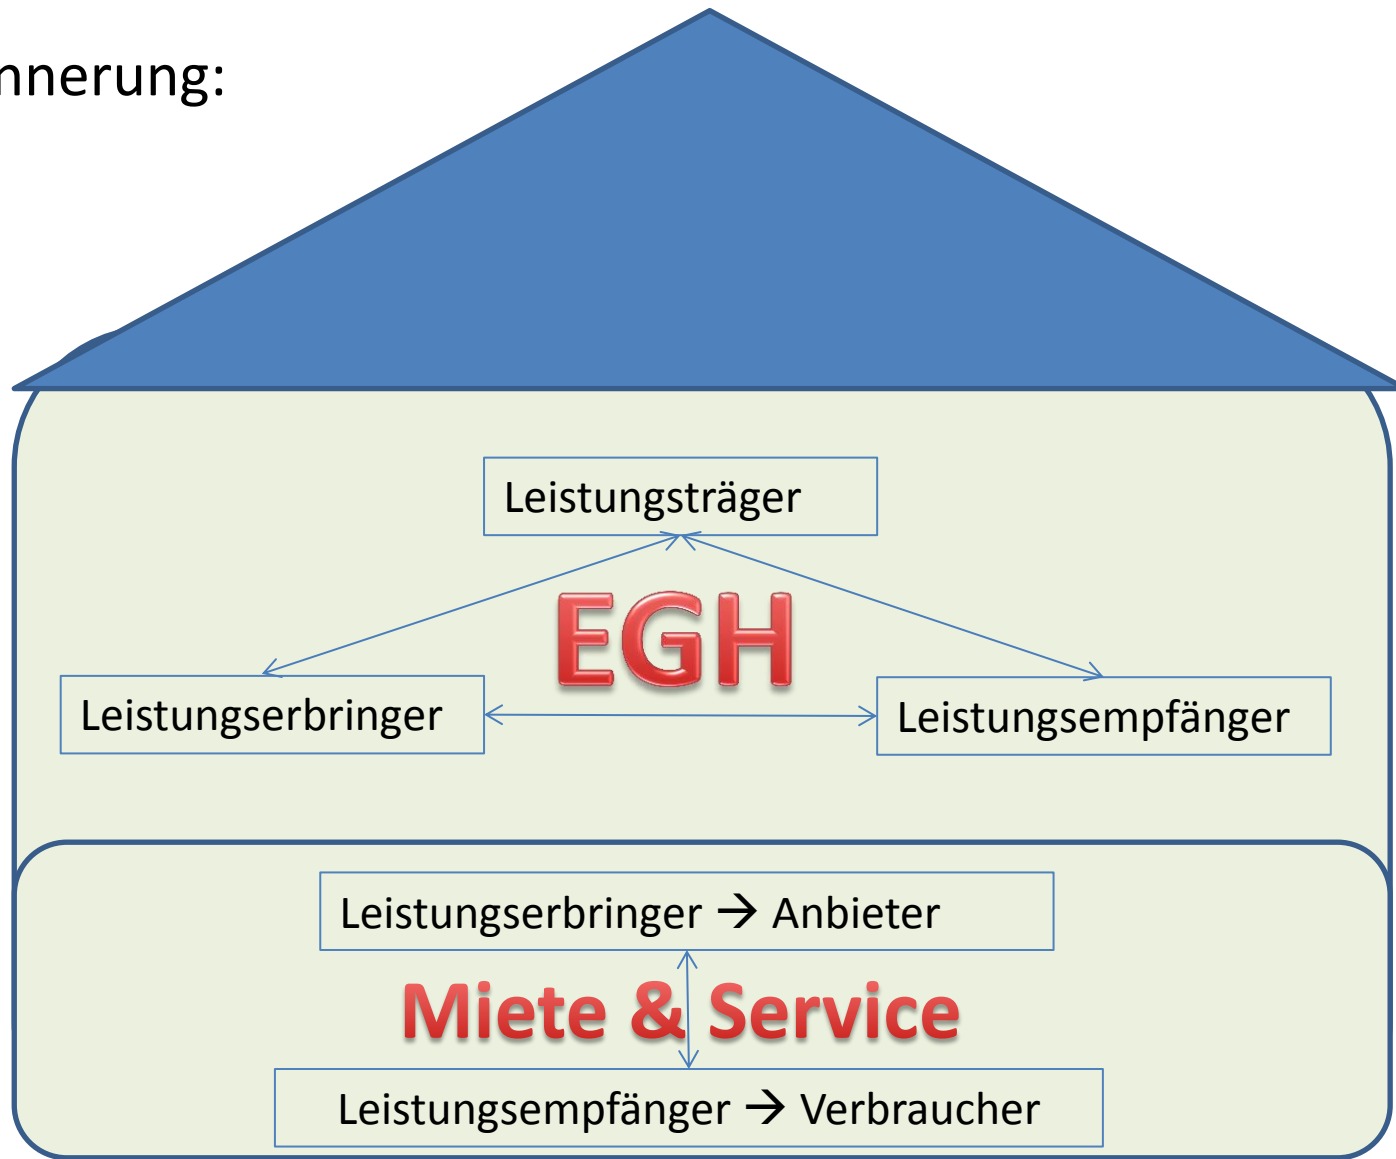 nnerung:
Leistungsträger
EGH
Leistungserbringer
Leistungsempfänger
Leistungserbringer → Anbieter
Miete & Service
Leistungsempfänger → Verbraucher